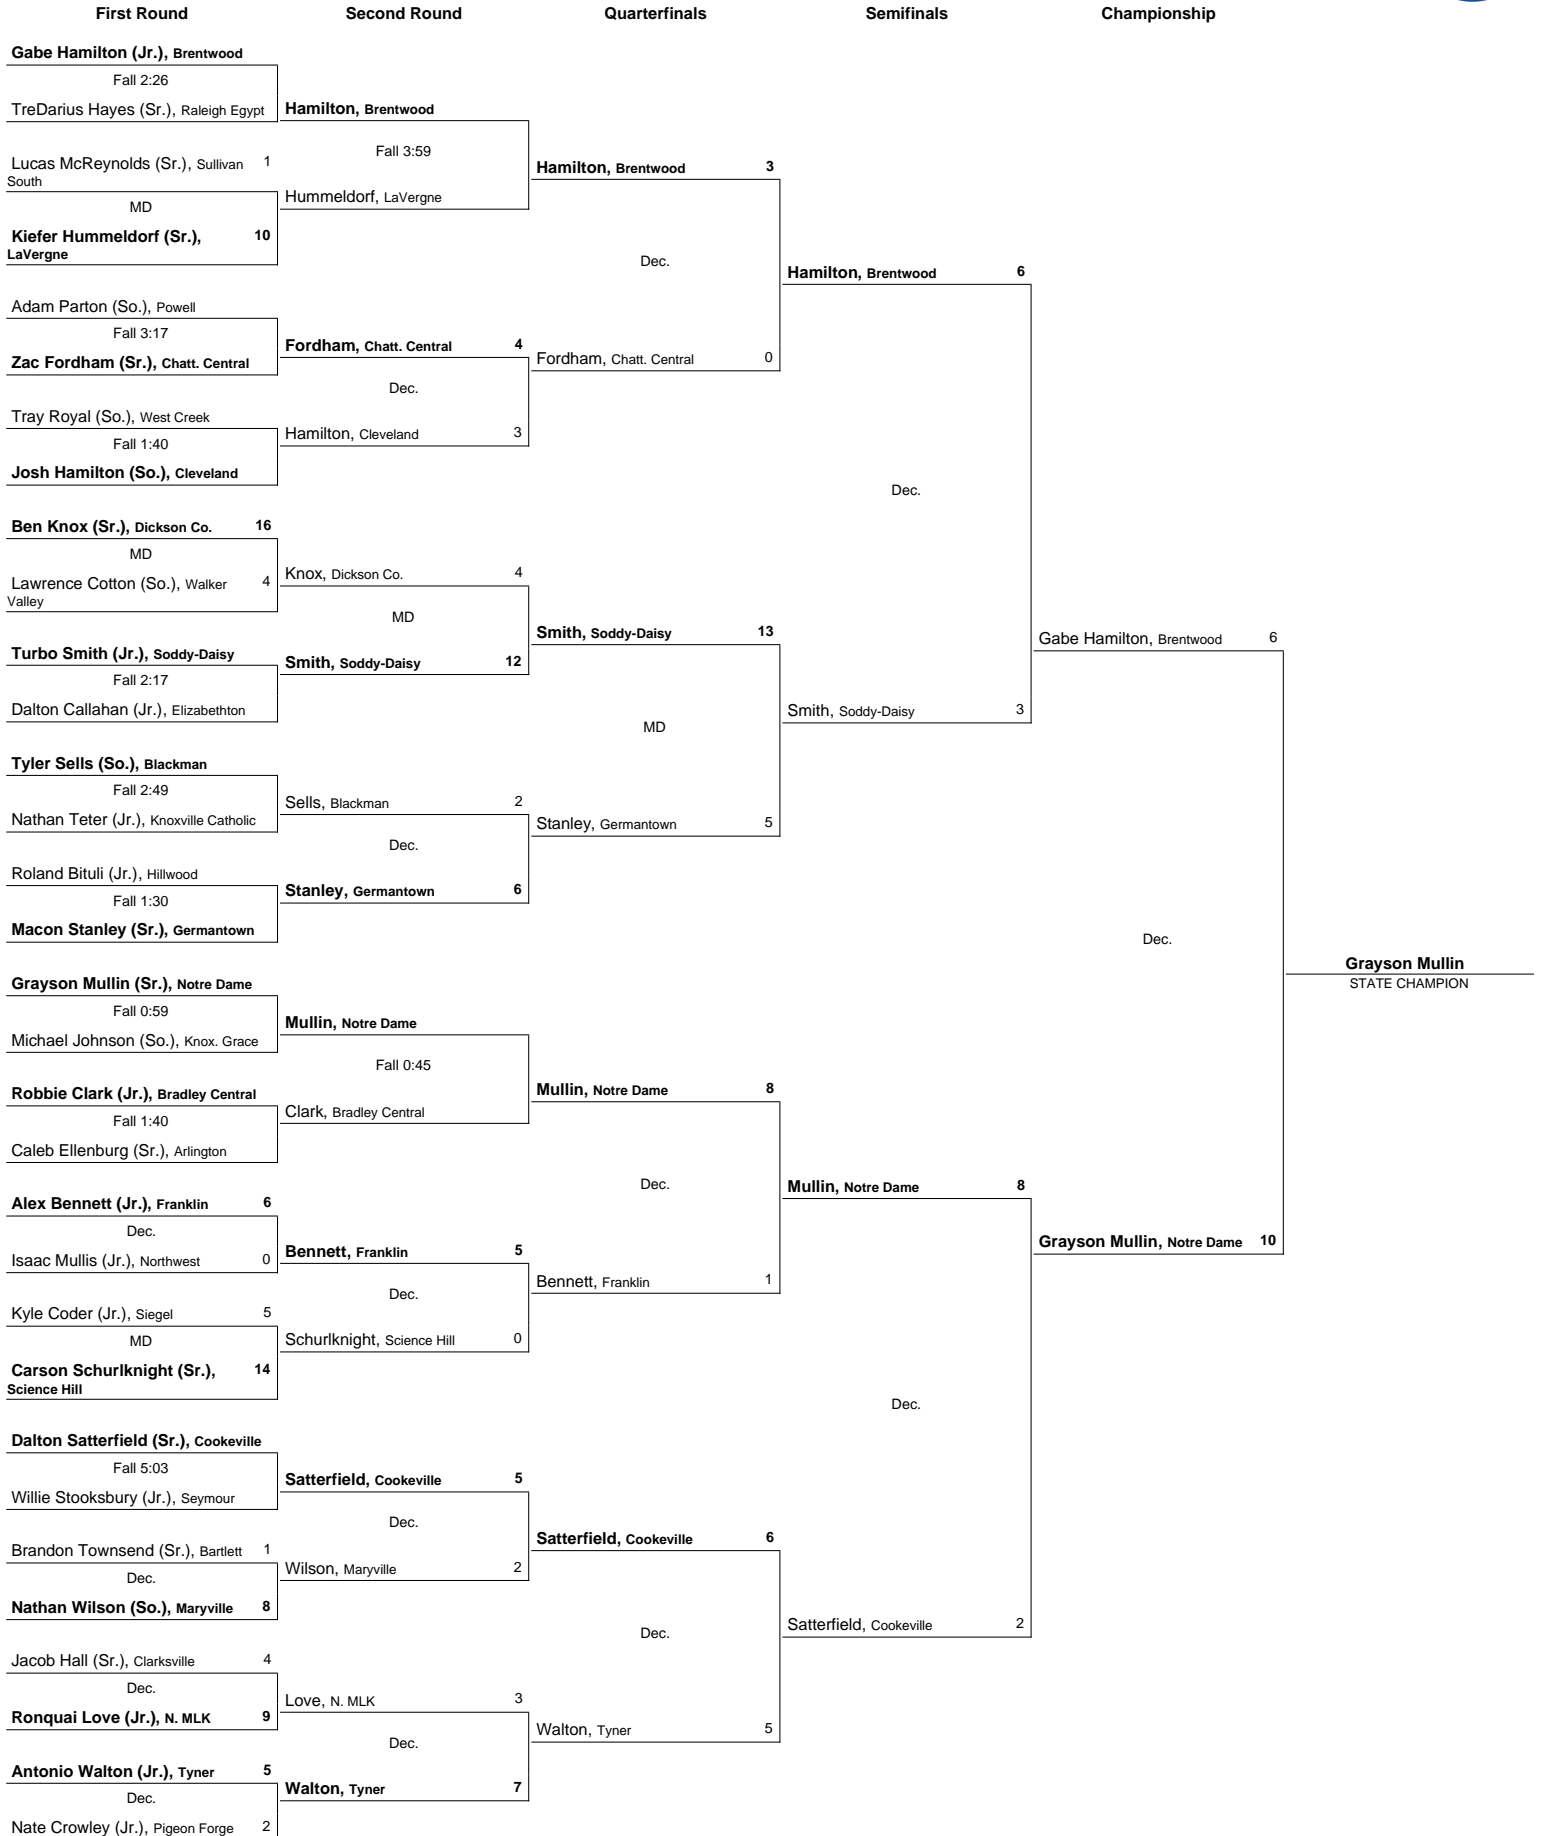 First Round
Second Round
Quarterfinals
Semifinals
Championship
Gabe Hamilton (Jr.), Brentwood
Fall 2:26
TreDarius Hayes (Sr.), Raleigh Egypt
Lucas McReynolds (Sr.), Sullivan 1
South
MD
Kiefer Hummeldorf (Sr.), 10
LaVergne
Adam Parton (So.), Powell
Fall 3:17
Zac Fordham (Sr.), Chatt. Central
Tray Royal (So.), West Creek
Fall 1:40
Josh Hamilton (So.), Cleveland
Ben Knox (Sr.), Dickson Co. 16
MD
Lawrence Cotton (So.), Walker 4
Valley
Turbo Smith (Jr.), Soddy-Daisy
Fall 2:17
Dalton Callahan (Jr.), Elizabethton
Tyler Sells (So.), Blackman
Fall 2:49
Nathan Teter (Jr.), Knoxville Catholic
Roland Bituli (Jr.), Hillwood
Fall 1:30
Macon Stanley (Sr.), Germantown
Grayson Mullin (Sr.), Notre Dame
Fall 0:59
Michael Johnson (So.), Knox. Grace
Robbie Clark (Jr.), Bradley Central
Fall 1:40
Caleb Ellenburg (Sr.), Arlington
Alex Bennett (Jr.), Franklin 6
Dec.
Isaac Mullis (Jr.), Northwest 0
Kyle Coder (Jr.), Siegel 5
MD
Carson Schurlknight (Sr.), 14
Science Hill
Dalton Satterfield (Sr.), Cookeville
Fall 5:03
Willie Stooksbury (Jr.), Seymour
Brandon Townsend (Sr.), Bartlett 1
Dec.
Nathan Wilson (So.), Maryville 8
Jacob Hall (Sr.), Clarksville 4
Dec.
Ronquai Love (Jr.), N. MLK 9
Antonio Walton (Jr.), Tyner 5
Dec.
Nate Crowley (Jr.), Pigeon Forge 2
Hamilton, Brentwood
Fall 3:59
Hummeldorf, LaVergne
Fordham, Chatt. Central 4
Dec.
Hamilton, Cleveland 3
Knox, Dickson Co. 4
MD
Smith, Soddy-Daisy 12
Sells, Blackman 2
Dec.
Stanley, Germantown 6
Mullin, Notre Dame
Fall 0:45
Clark, Bradley Central
Bennett, Franklin 5
Dec.
Schurlknight, Science Hill 0
Satterfield, Cookeville 5
Dec.
Wilson, Maryville 2
Love, N. MLK 3
Dec.
Walton, Tyner 7
Hamilton, Brentwood 3
Dec.
Fordham, Chatt. Central 0
Smith, Soddy-Daisy 13
MD
Stanley, Germantown 5
Mullin, Notre Dame 8
Dec.
Bennett, Franklin 1
Satterfield, Cookeville 6
Dec.
Walton, Tyner 5
Hamilton, Brentwood 6
Dec.
Smith, Soddy-Daisy 3
Mullin, Notre Dame 8
Dec.
Satterfield, Cookeville 2
Gabe Hamilton, Brentwood 6
Dec.
Grayson Mullin, Notre Dame 10
Grayson Mullin
STATE CHAMPION